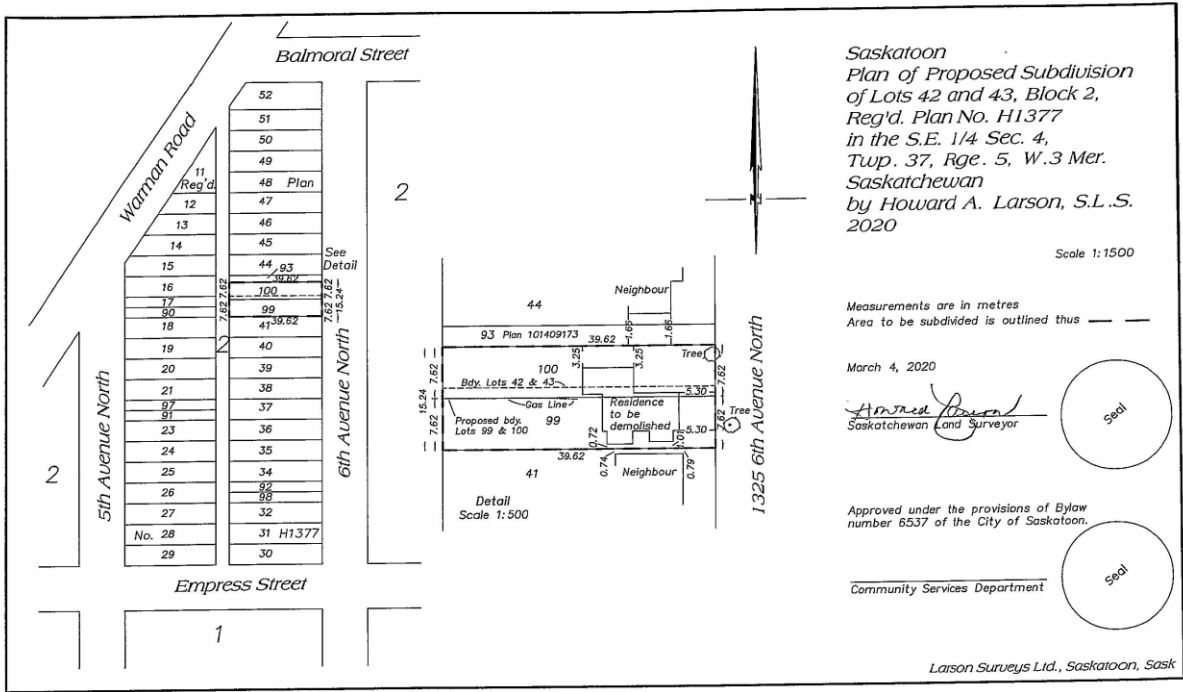 Balmoral Street
Warman Road
52
51
50
49
48 Plan
47
46
45
44
93
39.62
100
99
39.62
41
40
39
38
37
36
35
34
92
98
32
31 H1377
30
11
Reg'd.
12
13
14
15
16
17
90
18
19
20
21
97
91
23
24
25
26
No. 28
29
7.62
7.62
7.62
7.62
15.24
See
Detail
2
2
2
1
5th Avenue North
6th Avenue North
Empress Street
44
Neighbour
93 Plan 101409173
39.62
1.66
1.66
3.25
3.25
Tree
100
Bdy. Lots 42 & 43
Gas Line
5.30
Residence
to be
demolished
Proposed bdy.
Lots 99 & 100
99
7.62
15.24
7.62
7.62
7.62
Tree
5.30
0.72
1.01
39.62
0.74
0.79
41
Neighbour
Detail
Scale 1:500
1325 6th Avenue North
Saskatoon
Plan of Proposed Subdivision
of Lots 42 and 43, Block 2,
Reg'd. Plan No. H1377
in the S.E. 1/4 Sec. 4,
Twp. 37, Rge. 5, W.3 Mer.
Saskatchewan
by Howard A. Larson, S.L.S.
2020
Scale 1:1500
Measurements are in metres
Area to be subdivided is outlined thus
March 4, 2020
Saskatchewan Land Surveyor
Seal
Approved under the provisions of Bylaw
number 6537 of the City of Saskatoon.
Community Services Department
Seal
Larson Surveys Ltd., Saskatoon, Sask